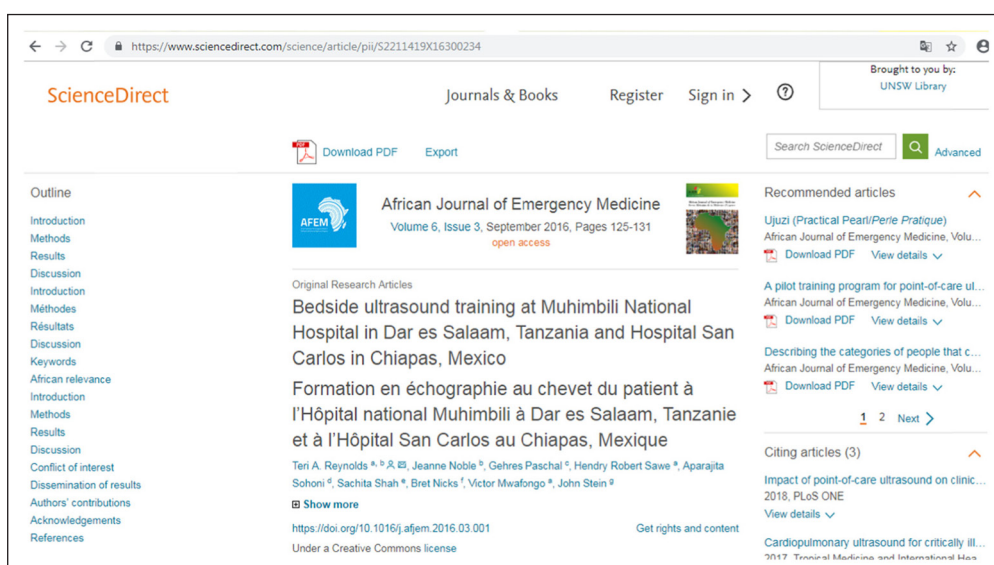 https://www.sciencedirect.com/science/article/pii/S2211419X16300234
Brought to you by:
UNSW Library
ScienceDirect
Journals & Books
Register
Sign in
Download PDF
Export
Search ScienceDirect
Advanced
Outline
Introduction
Methods
Results
Discussion
Introduction
Méthodes
Résultats
Discussion
Keywords
African relevance
Introduction
Methods
Results
Discussion
Conflict of interest
Dissemination of results
Authors' contributions
Acknowledgements
References
AFEM
African Journal of Emergency Medicine
Volume 6, Issue 3, September 2016, Pages 125-131
open access
Original Research Articles
Bedside ultrasound training at Muhimbili National
Hospital in Dar es Salaam, Tanzania and Hospital San
Carlos in Chiapas, Mexico
Formation en échographie au chevet du patient à
l'Hôpital national Muhimbili à Dar es Salaam, Tanzanie
et à l'Hôpital San Carlos au Chiapas, Mexique
Teri A. Reynolds a, b, Jeanne Noble b, Gehres Paschal c, Hendry Robert Sawe a, Aparajita
Sohoni d, Sachita Shah e, Bret Nicks f, Victor Mwafongo a, John Stein g
Show more
https://doi.org/10.1016/j.afjem.2016.03.001
Get rights and content
Under a Creative Commons license
Recommended articles
Ujuzi (Practical Pearl/Perle Pratique)
African Journal of Emergency Medicine, Volu...
Download PDF View details
A pilot training program for point-of-care ul...
African Journal of Emergency Medicine, Volu...
Download PDF View details
Describing the categories of people that c...
African Journal of Emergency Medicine, Volu...
Download PDF View details
1 2 Next
Citing articles (3)
Impact of point-of-care ultrasound on clinic...
2018, PLoS ONE
View details
Cardiopulmonary ultrasound for critically ill...
2017, Tropical Medicine and International Hea...